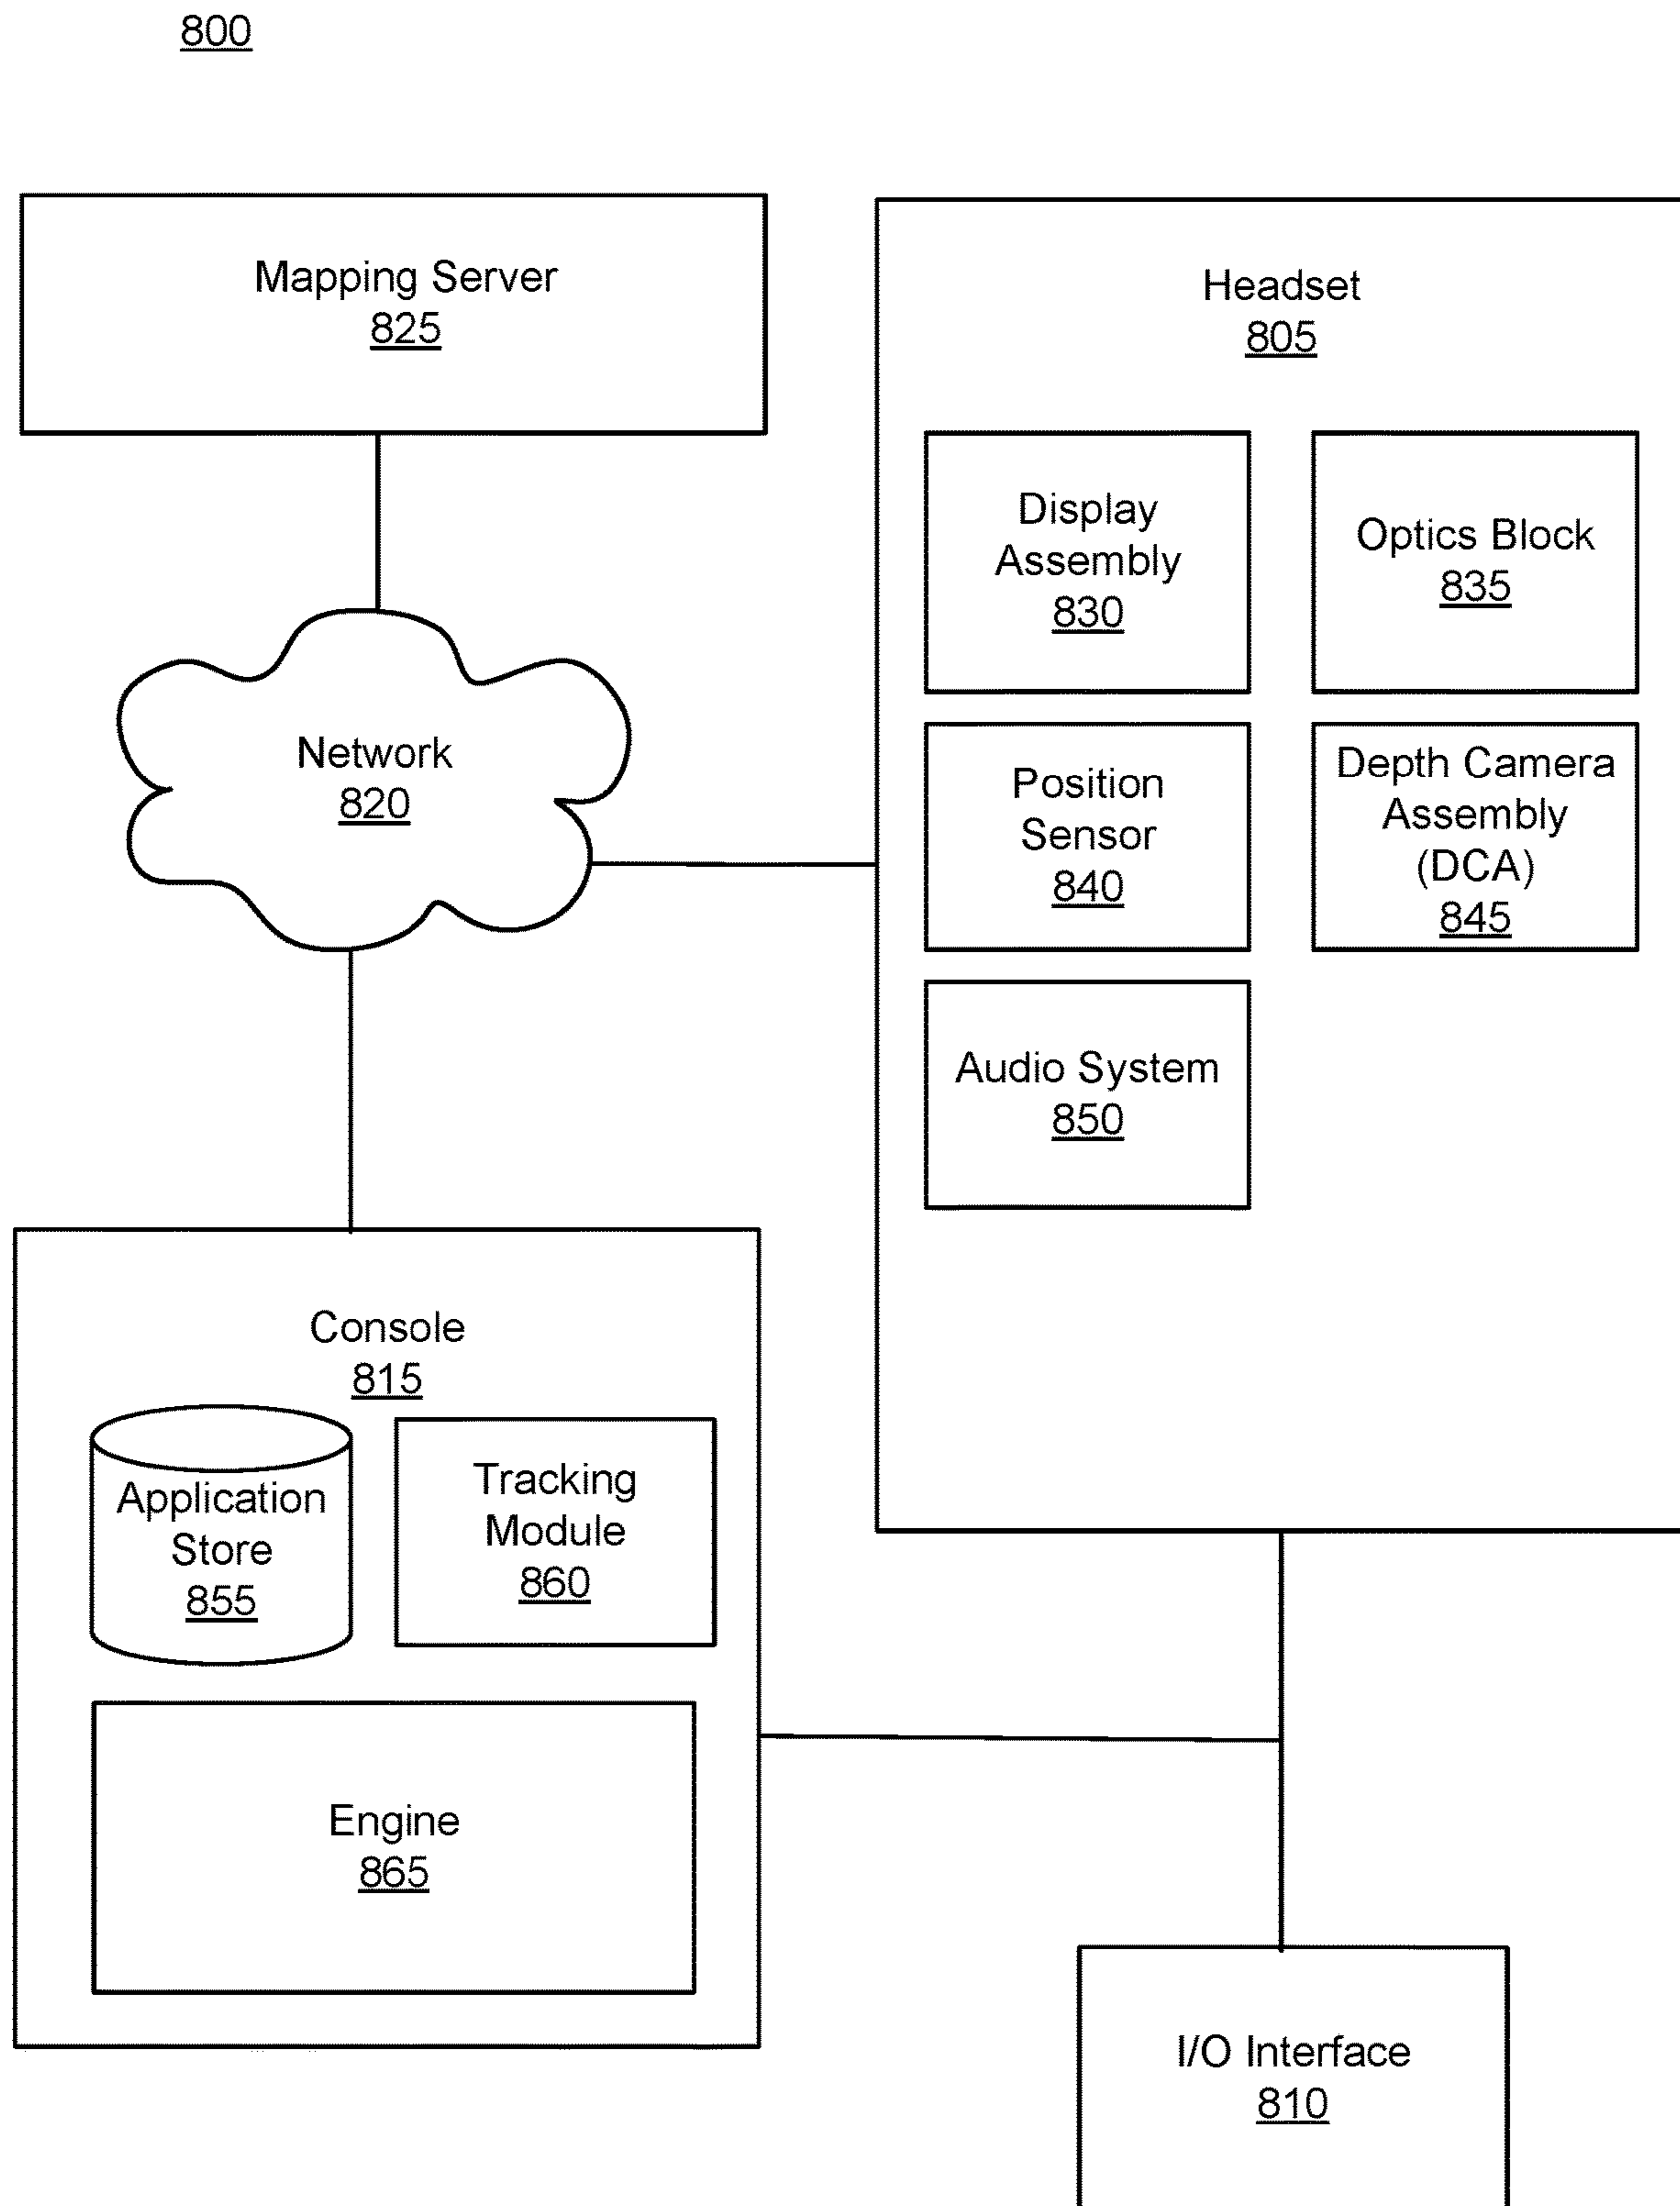 800
Mapping Server
825
Headset
805
Display
Assembly
830
Optics Block
835
Network
820
Position
Sensor
840
Depth Camera
Assembly
(DCA)
845
Audio System
850
Console
815
Application
Store
855
Tracking
Module
860
Engine
865
I/O Interface
810